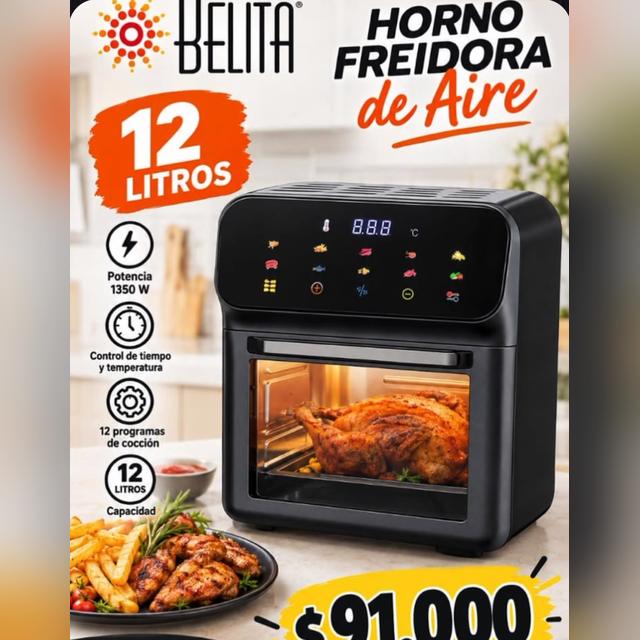 BELITA®
HORNO
FREIDORA
de Aire
12
LITROS
888
°C
Potencia
1350 W
Control de tiempo
y temperatura
12 programas
de cocción
12
LITROS
Capacidad
$91.000